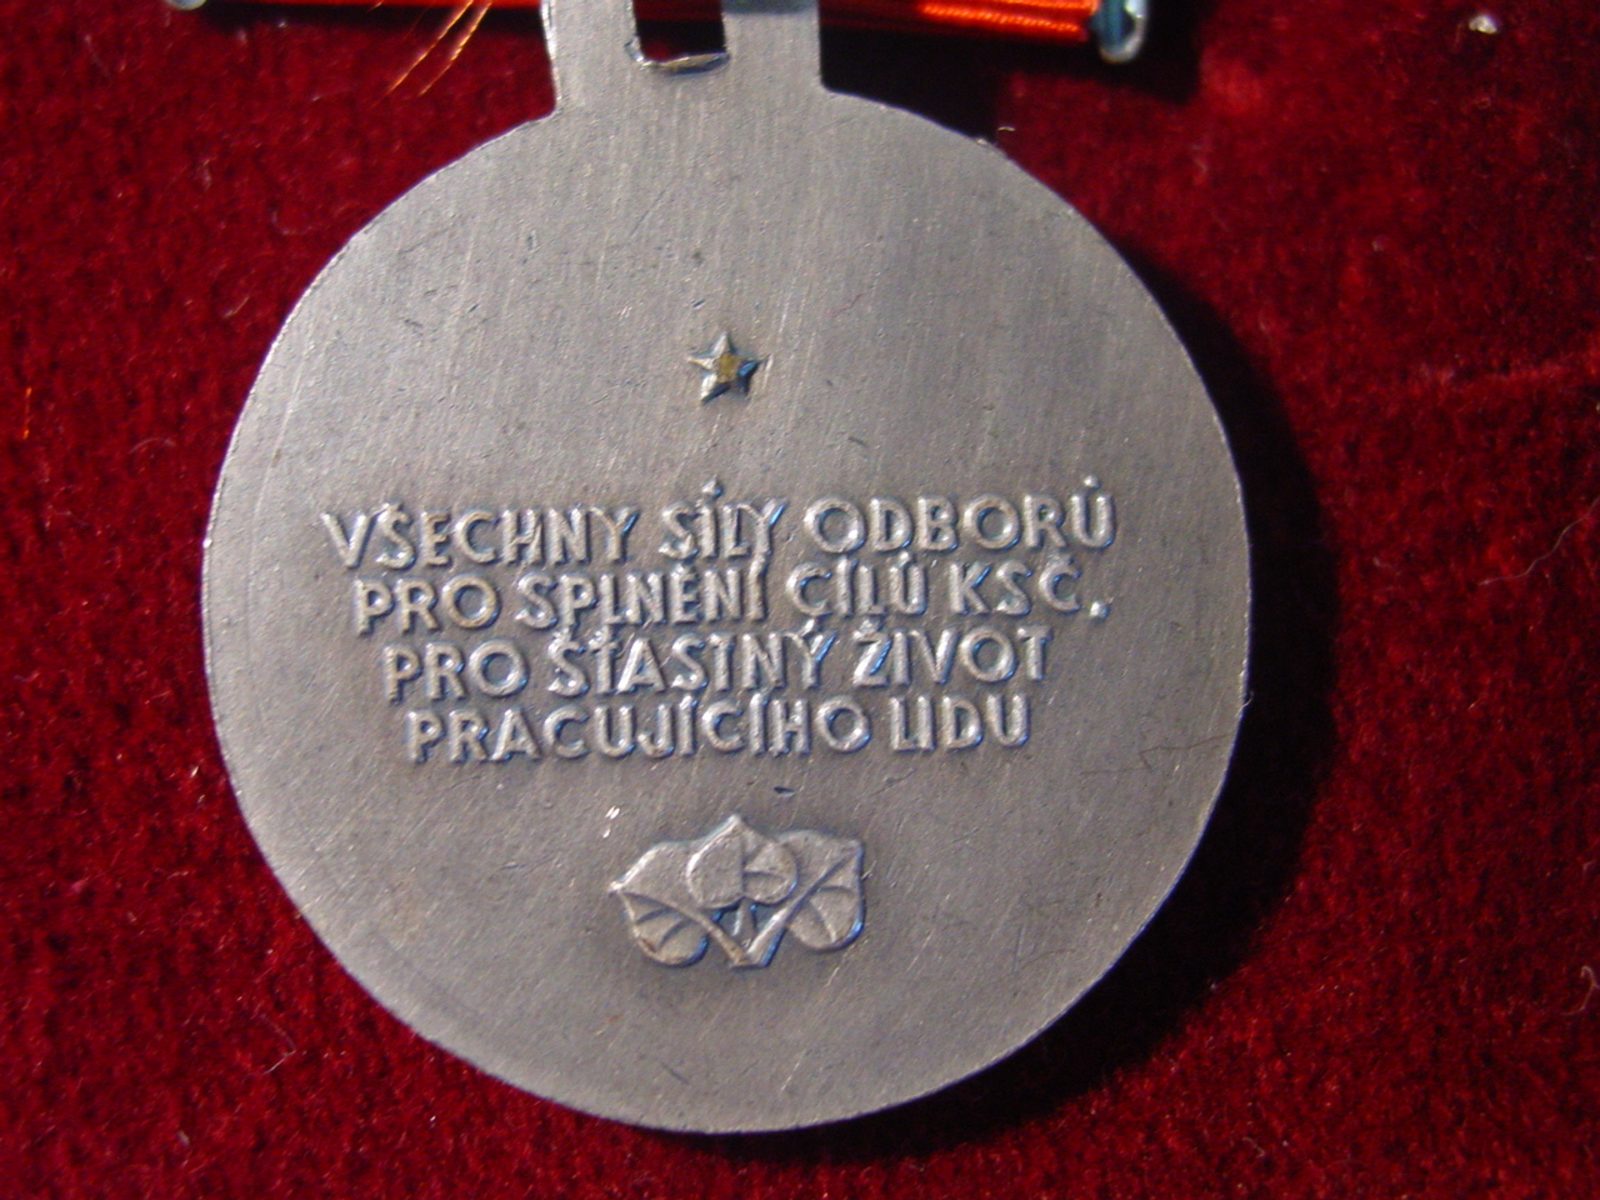 VŠECHNY SÍLY ODBORŮ
PRO SPLNĚNÍ CÍLŮ KSČ.
PRO ŠŤASTNÝ ŽIVOT
PRACUJÍCÍHO LIDU